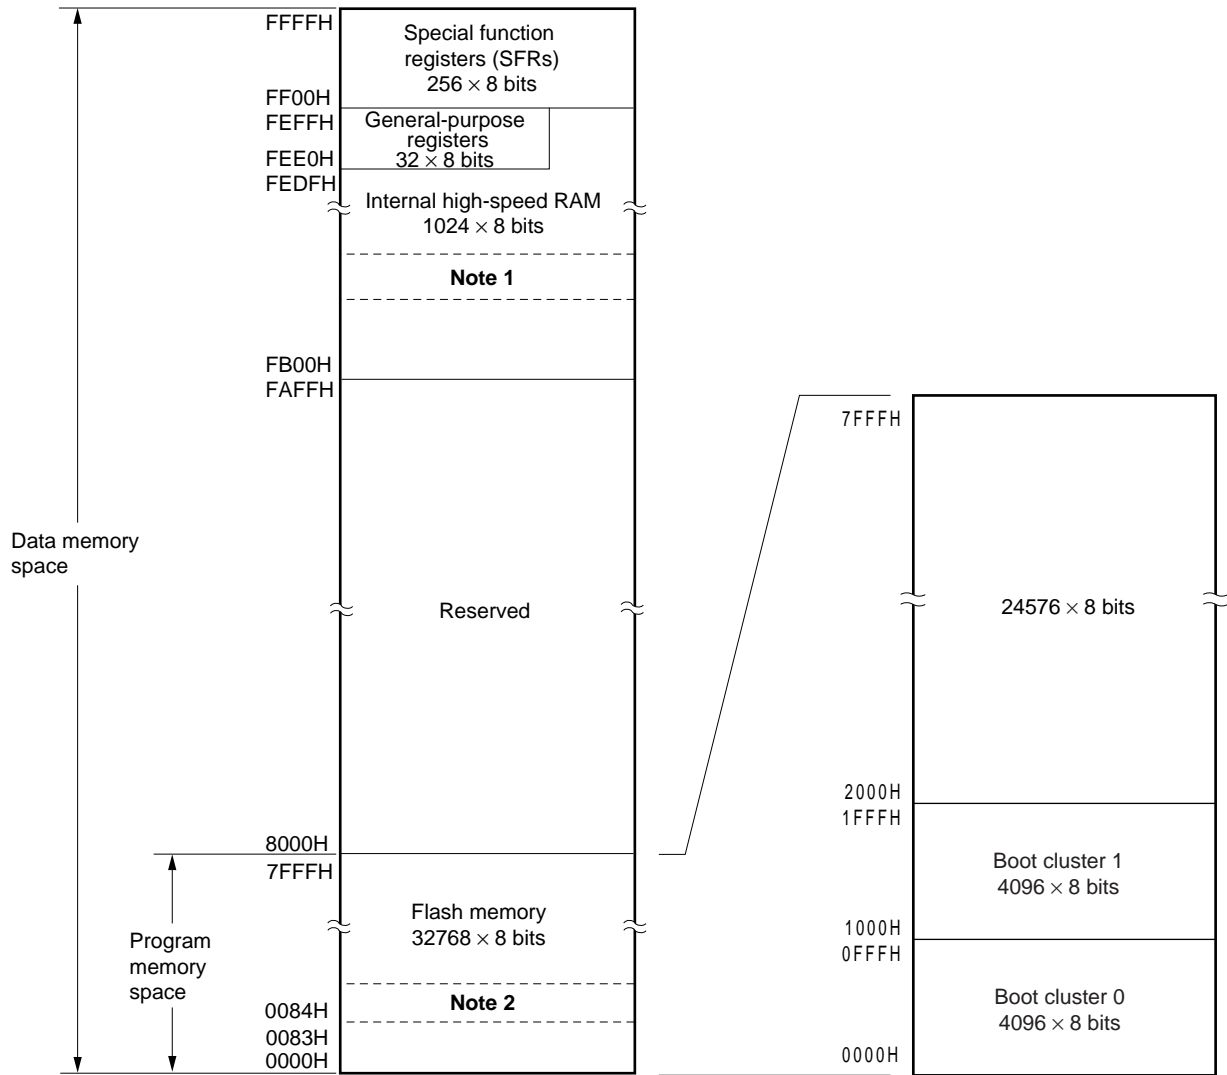 FFFFH
Special function
registers (SFRs)
256 × 8 bits
FF00H
FEFFH
General-purpose
registers
32 × 8 bits
FEE0H
FEDFH
Internal high-speed RAM
1024 × 8 bits
Note 1
FB00H
FAFFH
Data memory
space
Reserved
8000H
7FFFH
Flash memory
32768 × 8 bits
Program
memory
space
Note 2
0084H
0083H
0000H
7FFFH
24576 × 8 bits
2000H
1FFFH
Boot cluster 1
4096 × 8 bits
1000H
0FFFH
Boot cluster 0
4096 × 8 bits
0000H